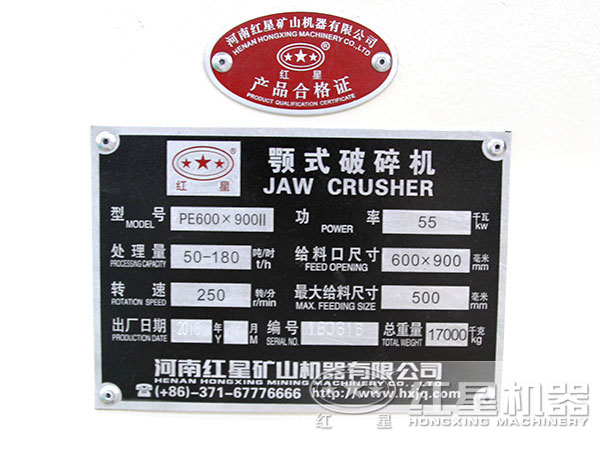 河南红星矿山机器有限公司
HENAN HONGXING MACHINERY CO.,LTD
®
红 星
产品合格证
PRODUCT QUALIFICATION CERTIFICATE
®
红 星
颚式破碎机
JAW CRUSHER
型 号 PE600×900II 功 率 55 千瓦
MODEL POWER kw
处理量 50-180 吨/时 给料口尺寸 600×900 毫米
PROCESSING CAPACITY t/h FEED OPENING mm
转 速 250 转/分 最大给料尺寸 500 毫米
ROTATION SPEED r/min MAX. FEEDING SIZE mm
出厂日期 年 月 编号 总重量 17000 千克
PRODUCTION DATE Y M SERIAL NO. TOTAL WEIGHT kg
河南红星矿山机器有限公司
HENAN HONGXING MINING MACHINERY CO.,LTD
☎(+86)-371-67776666 http://www.hxjq.com
红星机器
红 星 HONGXING MACHINERY